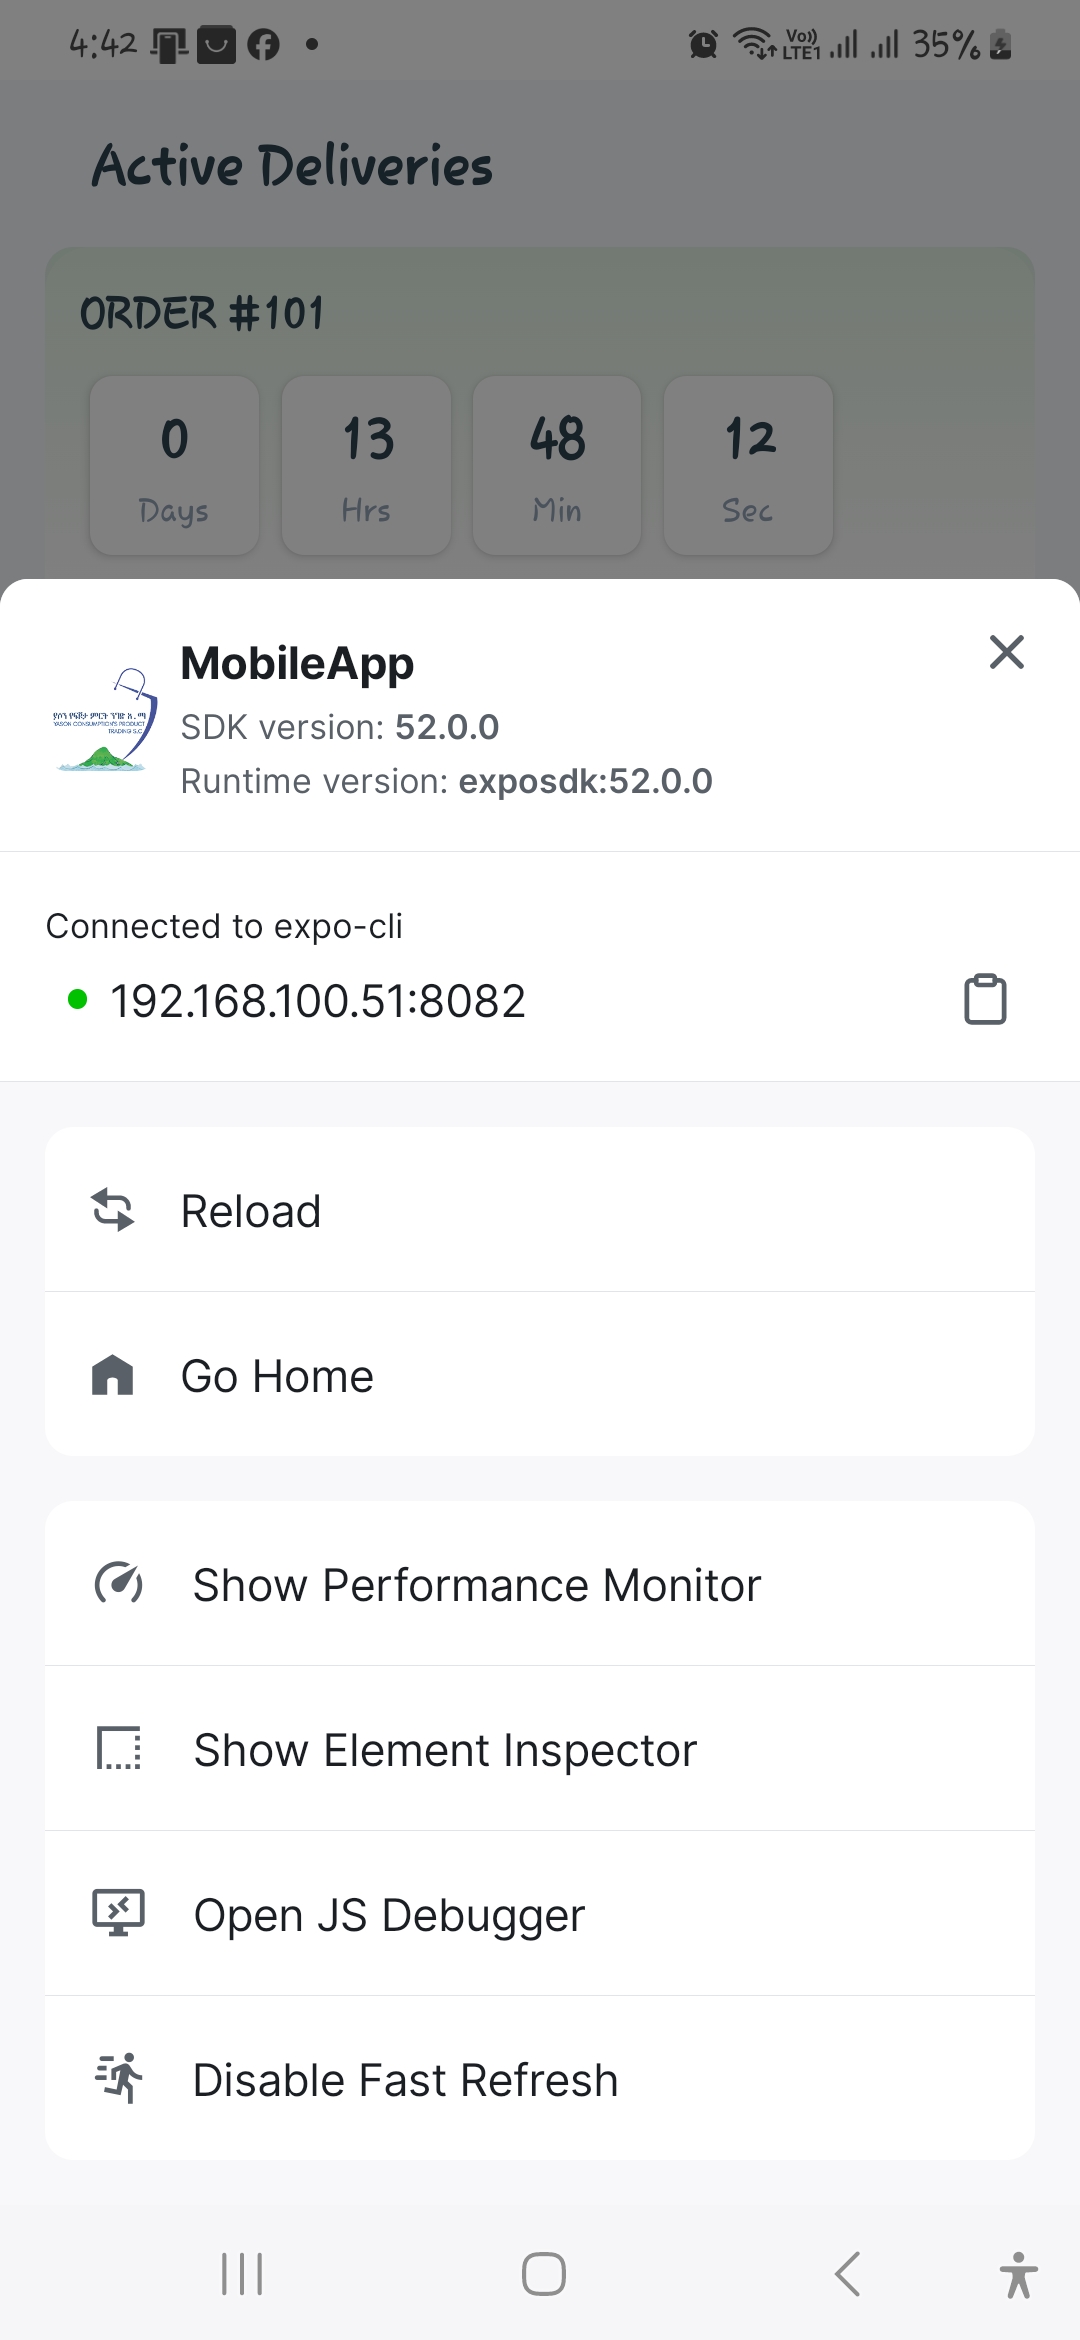 4:42
Vo))
LTE1
35%
Active Deliveries
ORDER #101
0 13 48 12
Days Hrs Min Sec
MobileApp
SDK version: 52.0.0
Runtime version: exposdk:52.0.0
YASON CONSUMPTIONS PRODUCT
TRADING S.C
Connected to expo-cli
192.168.100.51:8082
Reload
Go Home
Show Performance Monitor
Show Element Inspector
Open JS Debugger
Disable Fast Refresh